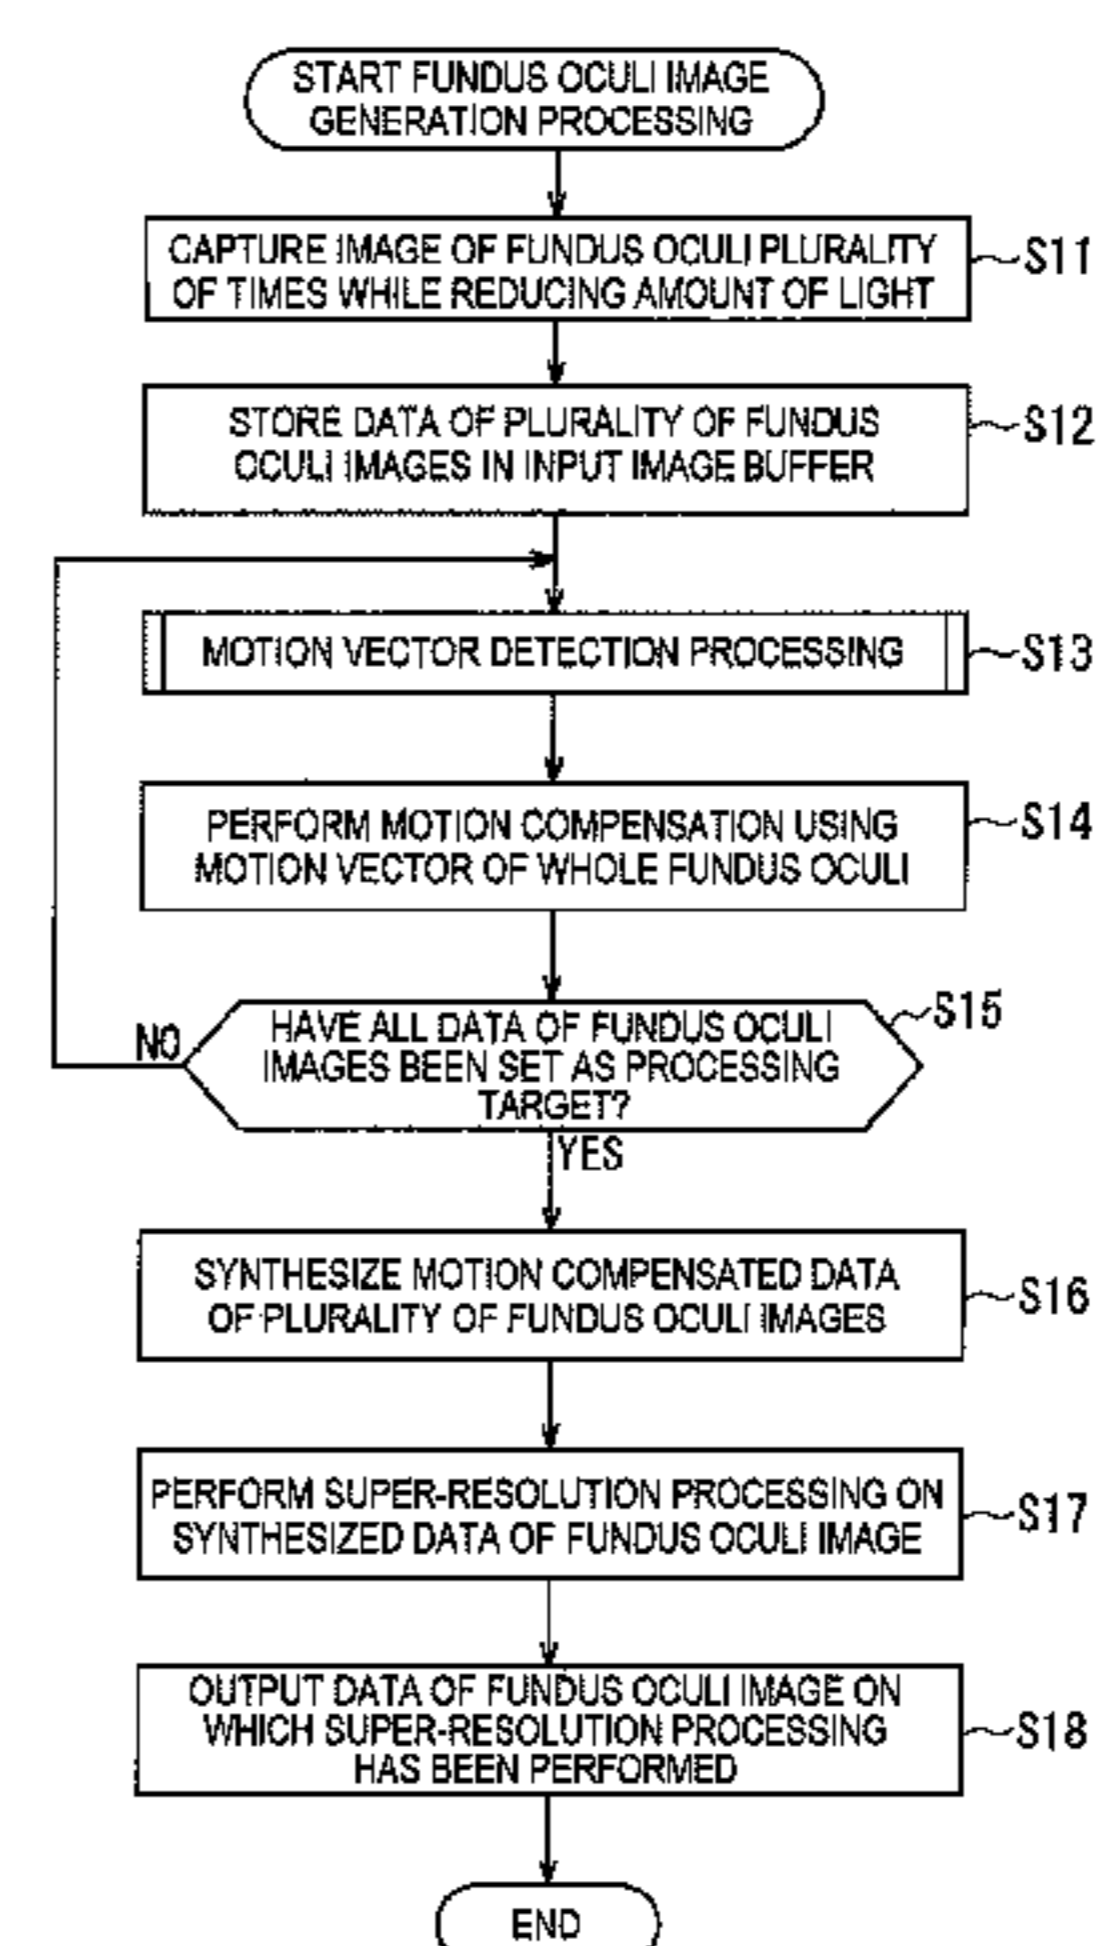 START FUNDUS OCULI IMAGE
GENERATION PROCESSING
CAPTURE IMAGE OF FUNDUS OCULI PLURALITY
OF TIMES WHILE REDUCING AMOUNT OF LIGHT
S11
STORE DATA OF PLURALITY OF FUNDUS
OCULI IMAGES IN INPUT IMAGE BUFFER
S12
MOTION VECTOR DETECTION PROCESSING
S13
PERFORM MOTION COMPENSATION USING
MOTION VECTOR OF WHOLE FUNDUS OCULI
S14
HAVE ALL DATA OF FUNDUS OCULI
IMAGES BEEN SET AS PROCESSING
TARGET?
S15
NO
YES
SYNTHESIZE MOTION COMPENSATED DATA
OF PLURALITY OF FUNDUS OCULI IMAGES
S16
PERFORM SUPER-RESOLUTION PROCESSING ON
SYNTHESIZED DATA OF FUNDUS OCULI IMAGE
S17
OUTPUT DATA OF FUNDUS OCULI IMAGE ON
WHICH SUPER-RESOLUTION PROCESSING
HAS BEEN PERFORMED
S18
END